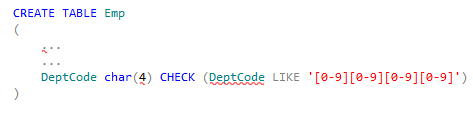 CREATE TABLE Emp
(
...
...
DeptCode char(4) CHECK (DeptCode LIKE '[0-9][0-9][0-9][0-9]')
)